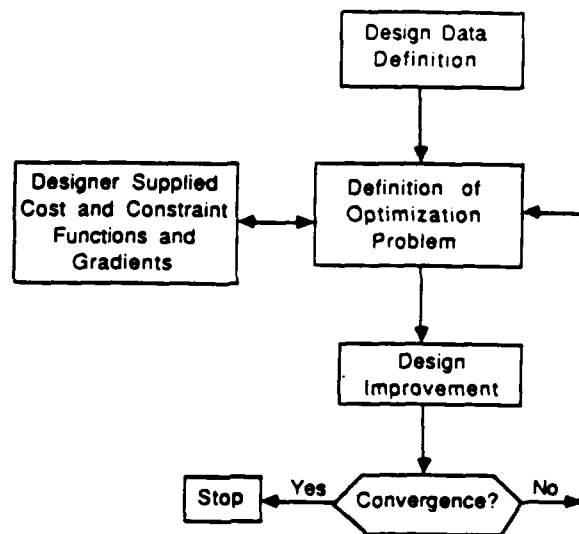 Design Data
Definition
Designer Supplied
Cost and Constraint
Functions and
Gradients
Definition of
Optimization
Problem
Design
Improvement
Stop
Yes
Convergence?
No